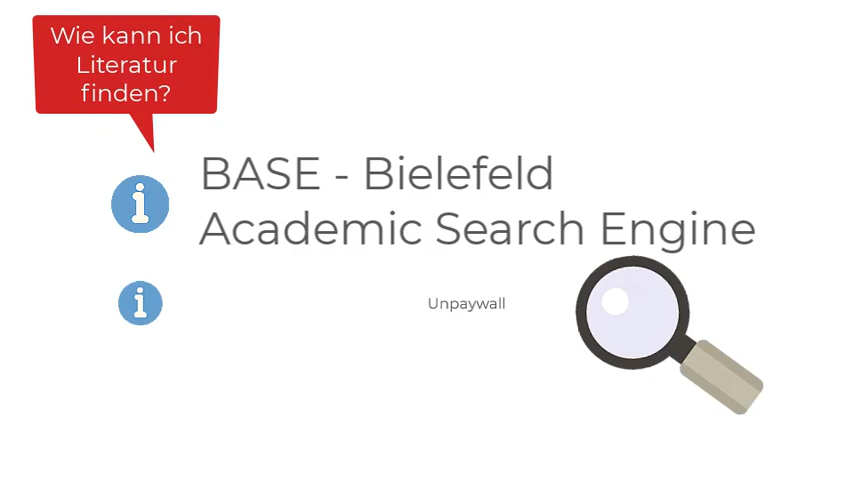 Wie kann ich
Literatur
finden?
BASE - Bielefeld
Academic Search Engine
Unpaywall